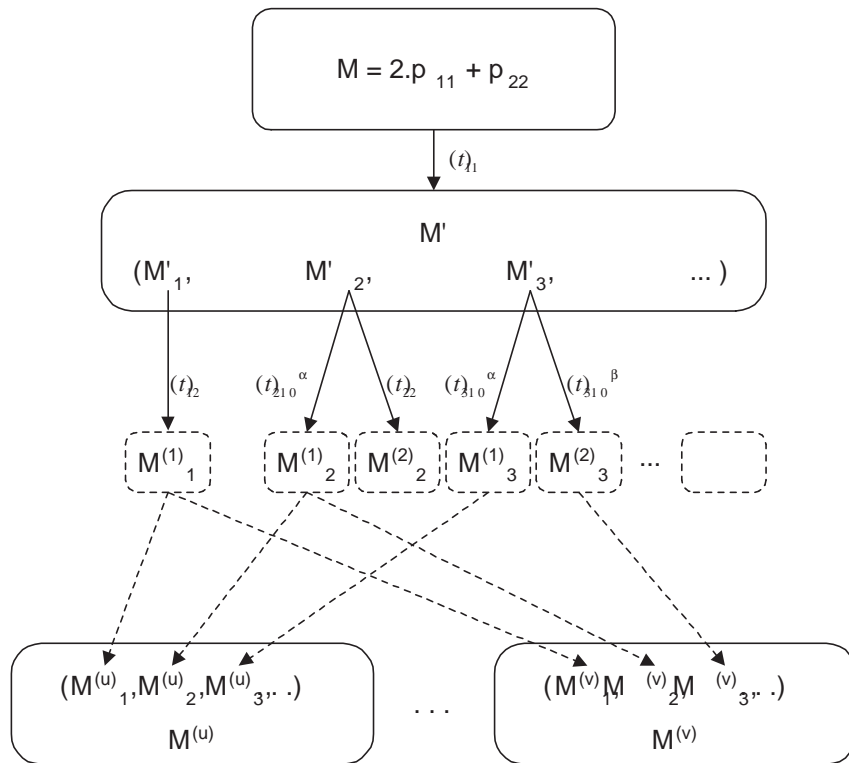 M = 2.p 11 + p 22
(t)11
M'
(M'1, M'2, M'3, ... )
(t)12 (t)210 α (t)22 (t)310 α (t)310 β
M(1)1 M(1)2 M(2)2 M(1)3 M(2)3 ...
(M(u)1,M(u)2,M(u)3,. .) (M(v)1,M(v)2,M(v)3,. .)
. . .
M(u) M(v)